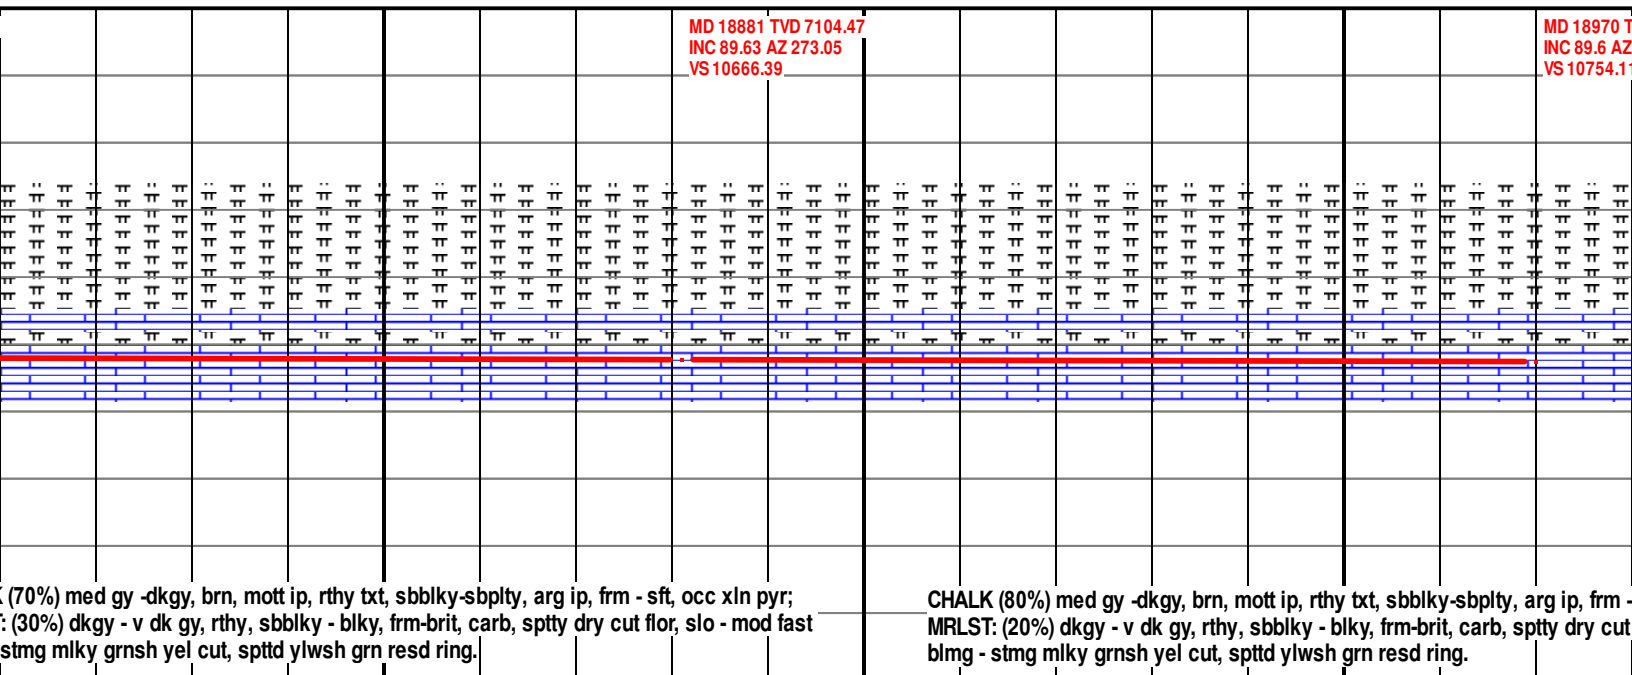 MD 18881 TVD 7104.47
INC 89.63 AZ 273.05
VS 10666.39
MD 18970 T
INC 89.6 AZ
VS 10754.11
(70%) med gy -dkgy, brn, mott ip, rthy txt, sbblky-sbplty, arg ip, frm - sft, occ xln pyr;
: (30%) dkgy - v dk gy, rthy, sbblky - blky, frm-brit, carb, sptty dry cut flor, slo - mod fast
stmg mlky grnsh yel cut, spttd ylwsh grn resd ring.
CHALK (80%) med gy -dkgy, brn, mott ip, rthy txt, sbblky-sbplty, arg ip, frm -
MRLST: (20%) dkgy - v dk gy, rthy, sbblky - blky, frm-brit, carb, sptty dry cut
blmg - stmg mlky grnsh yel cut, spttd ylwsh grn resd ring.